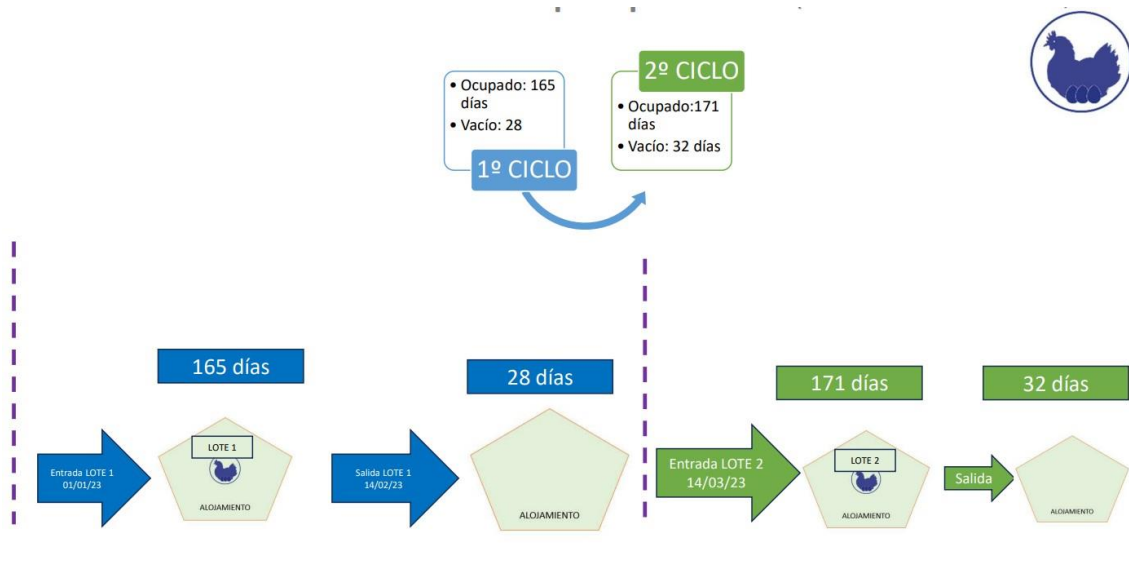 • Ocupado: 165
días
• Vacío: 28
1º CICLO
2º CICLO
• Ocupado:171
días
• Vacío: 32 días
165 días
28 días
171 días
32 días
Entrada LOTE 1
01/01/23
LOTE 1
ALOJAMIENTO
Salida LOTE 1
14/02/23
ALOJAMIENTO
Entrada LOTE 2
14/03/23
LOTE 2
ALOJAMIENTO
Salida
ALOJAMIENTO